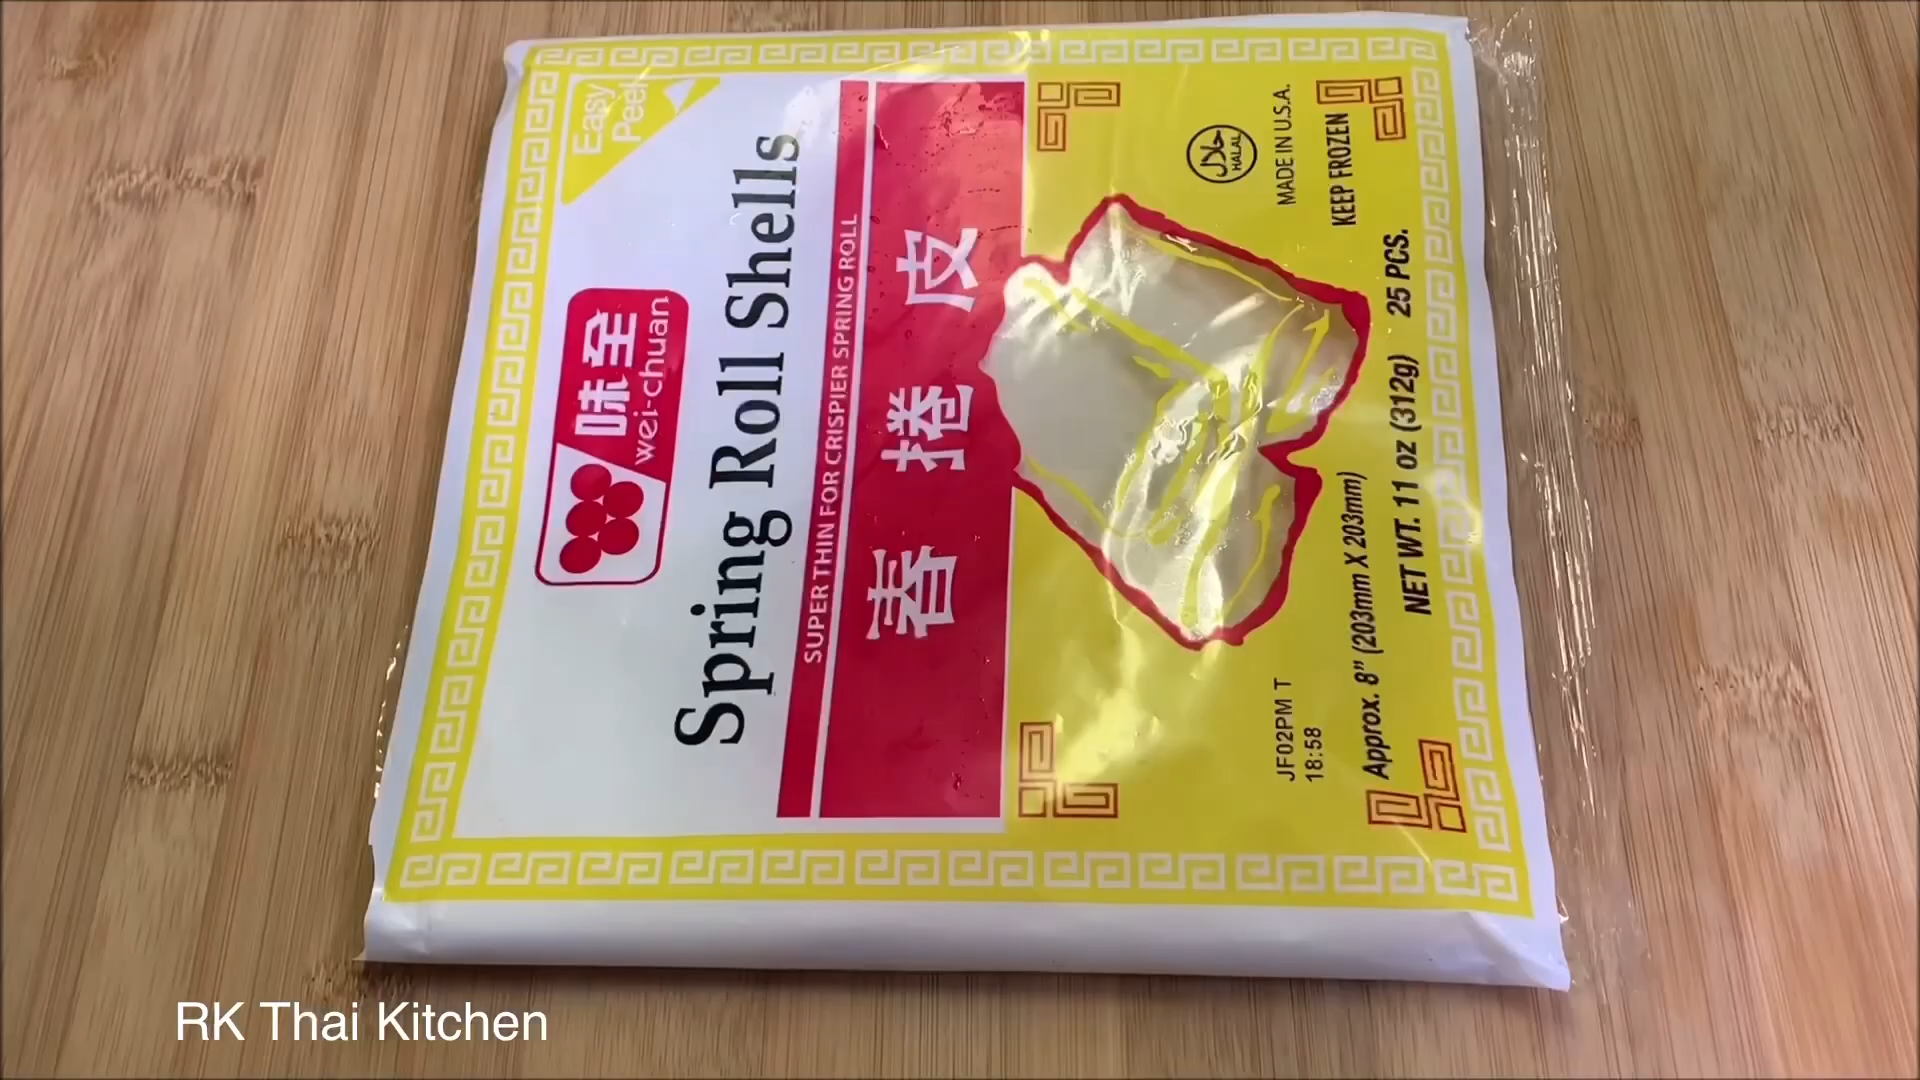 Easy
Peel
味全
wei-chuan
Spring Roll Shells
SUPER THIN FOR CRISPIER SPRING ROLL
春捲皮
HALAL
MADE IN U.S.A.
KEEP FROZEN
JF02PM T
18:58
Approx. 8" (203mm X 203mm)
NET WT. 11 oz (312g) 25 PCS.
RK Thai Kitchen